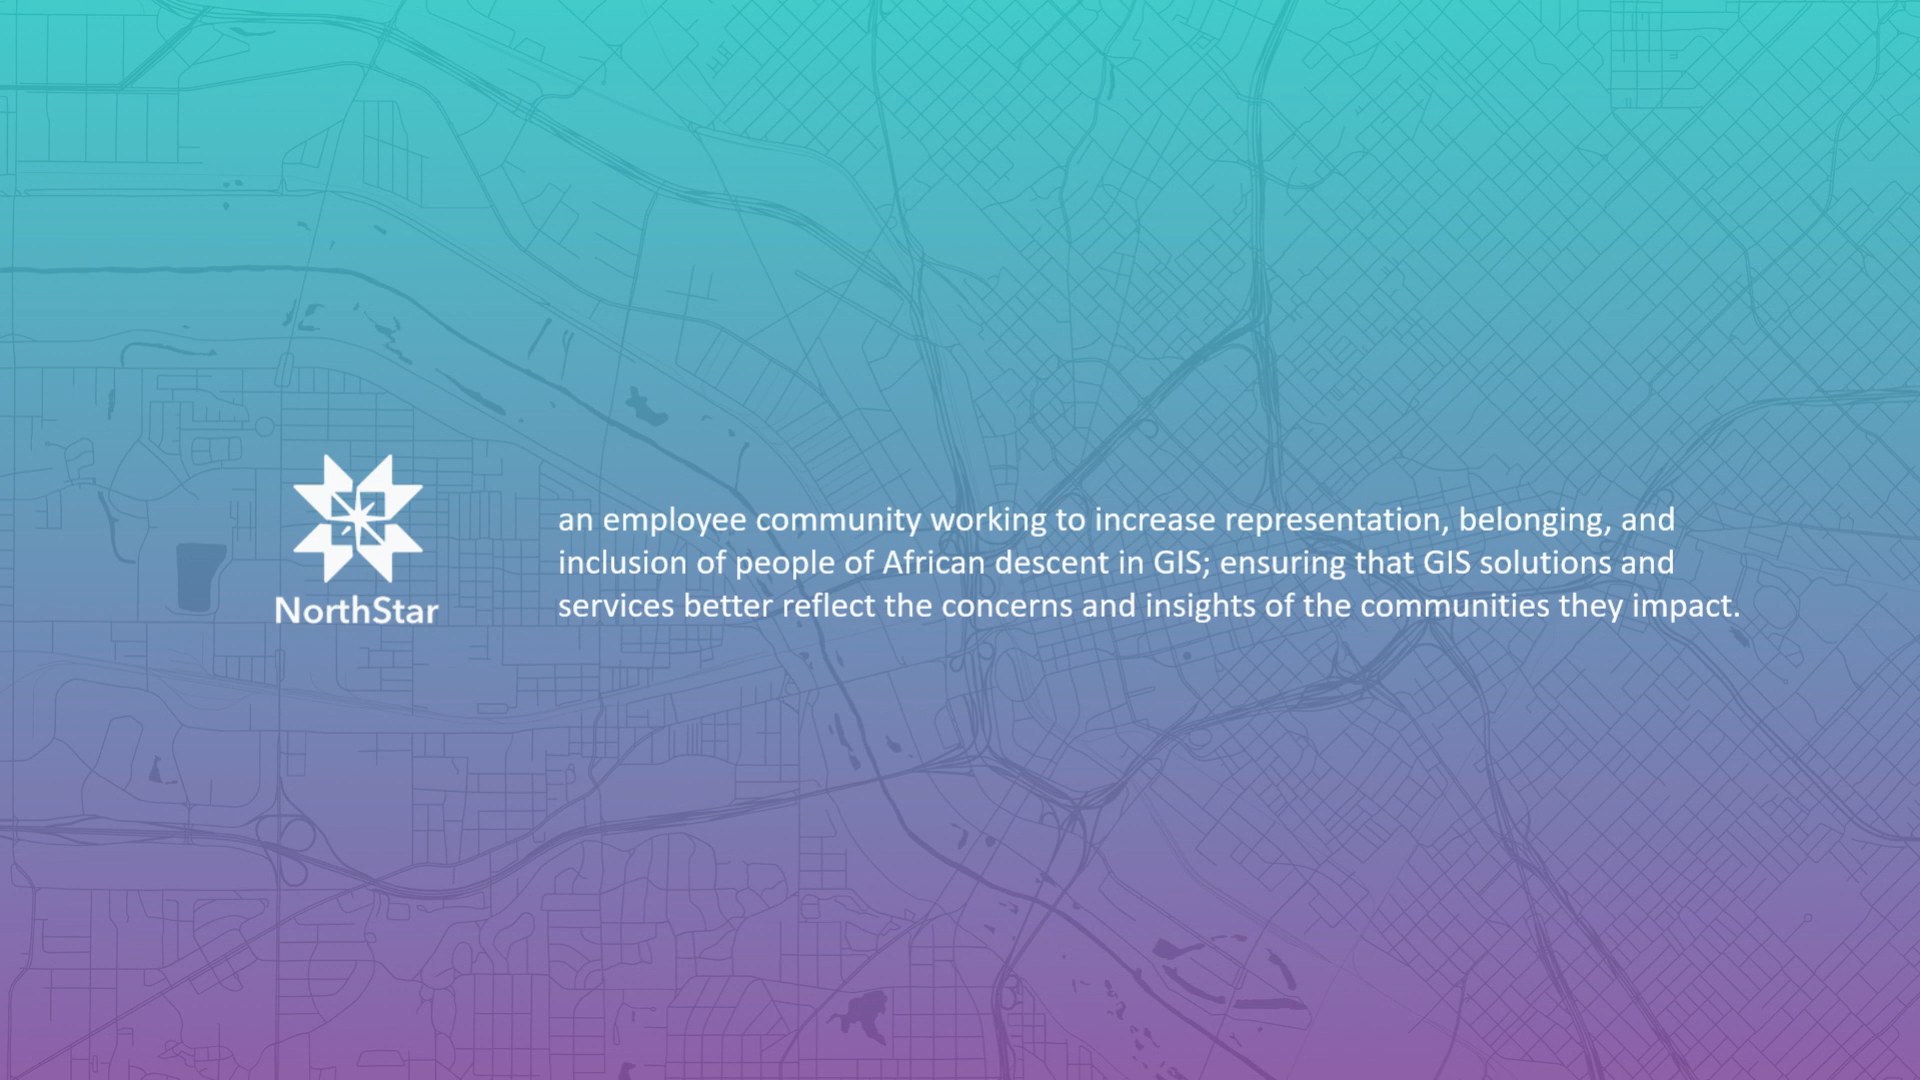 NorthStar
an employee community working to increase representation, belonging, and
inclusion of people of African descent in GIS; ensuring that GIS solutions and
services better reflect the concerns and insights of the communities they impact.